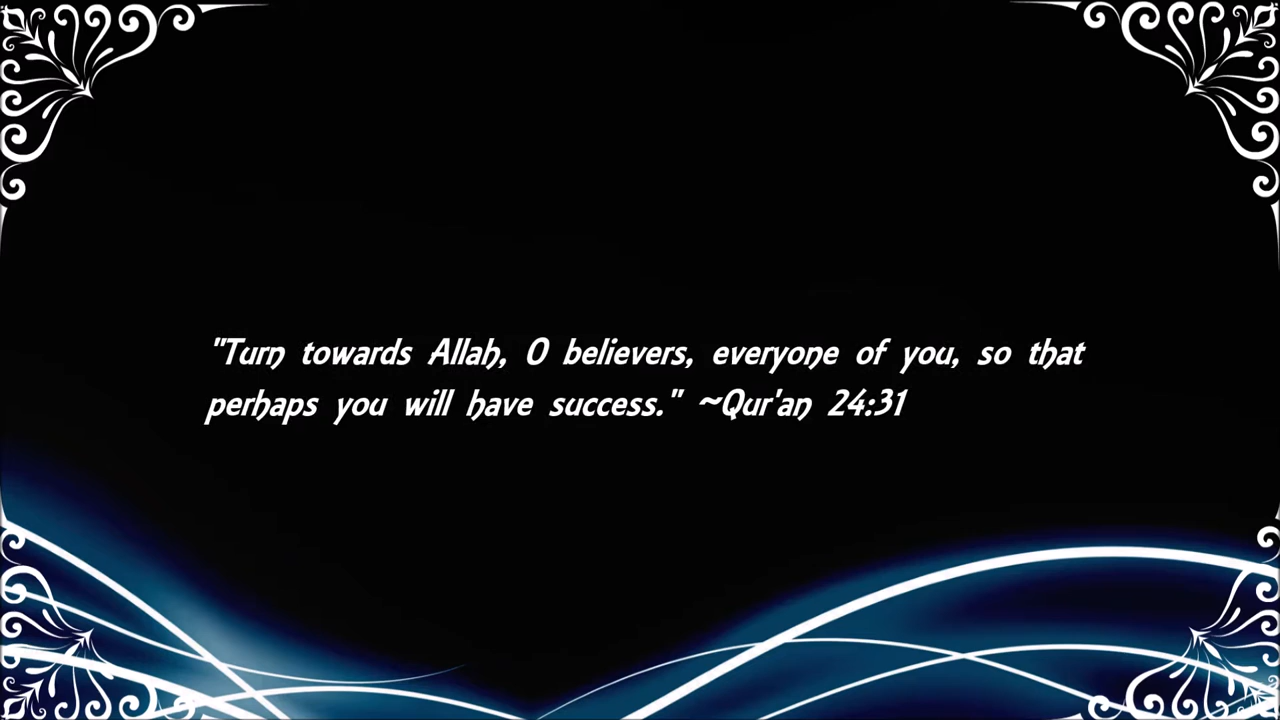 "Turn towards Allah, O believers, everyone of you, so that
perhaps you will have success." ~Qur'an 24:31